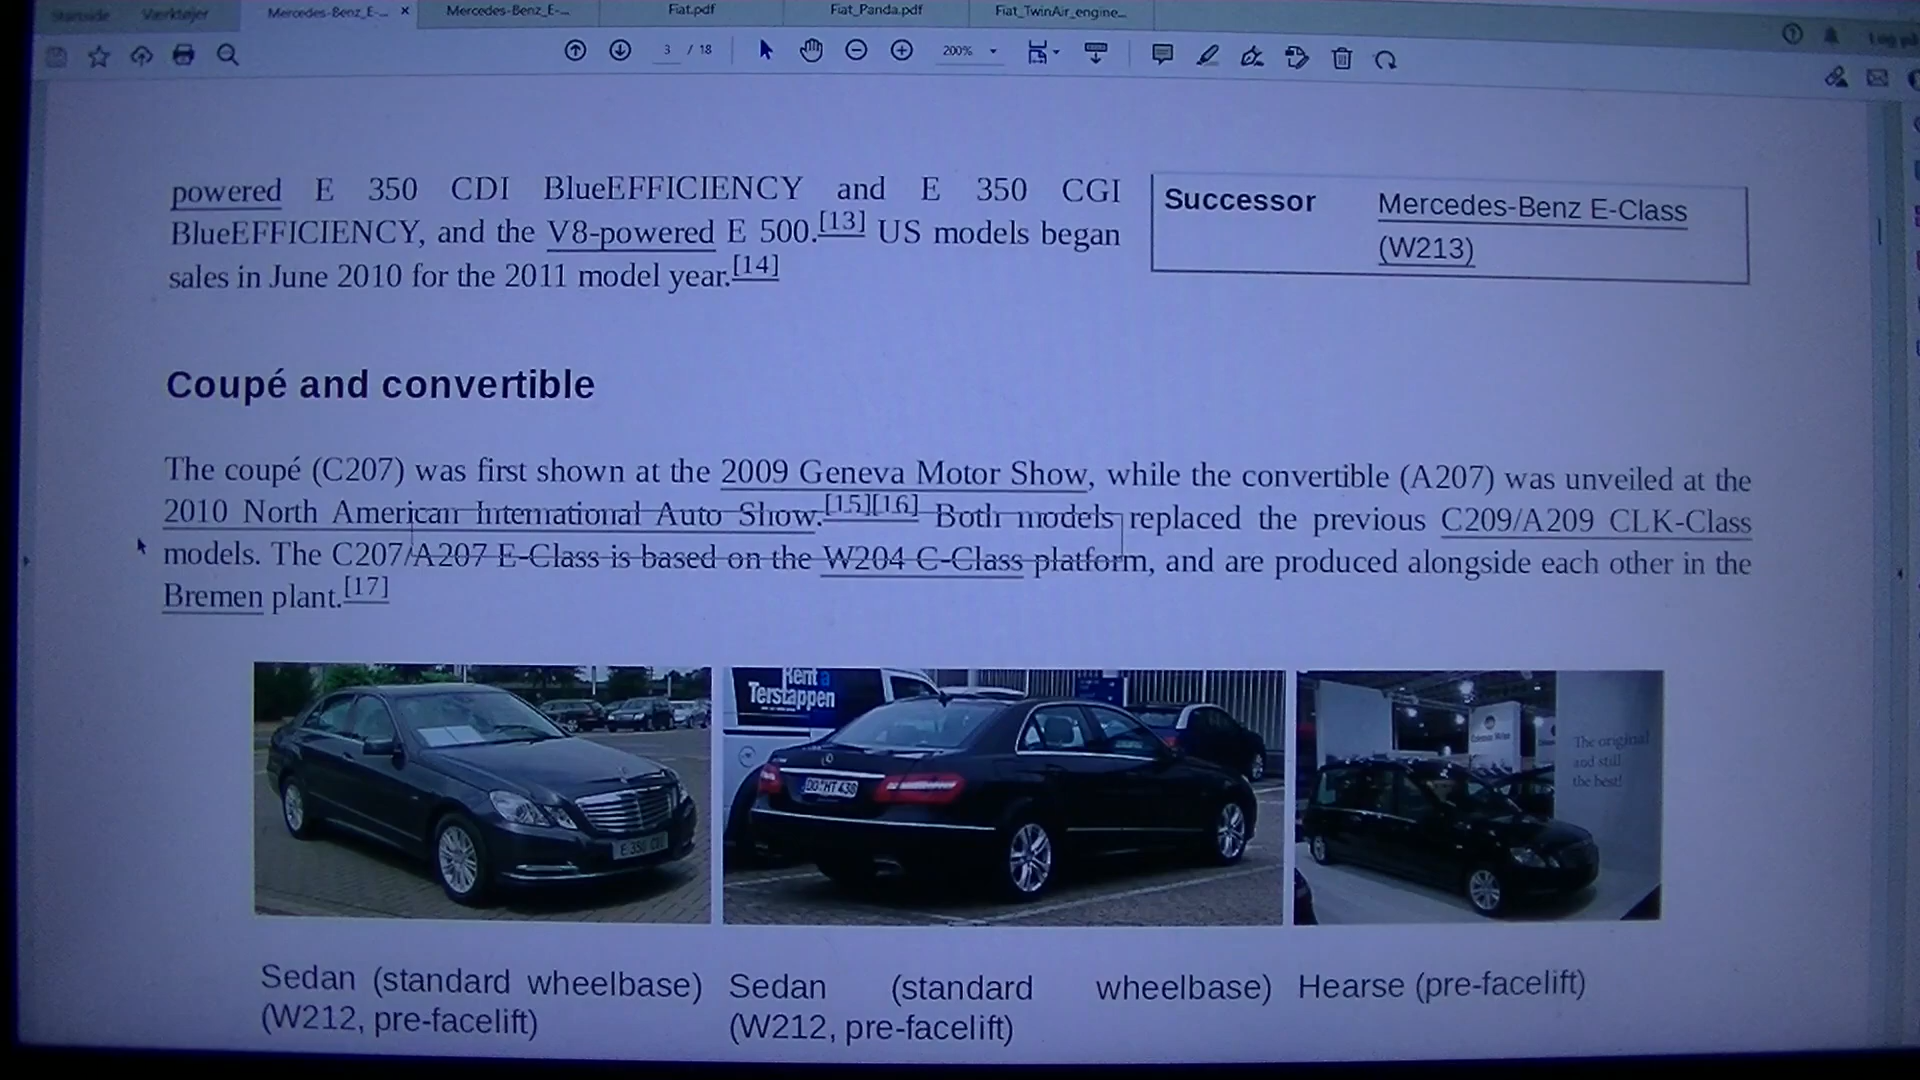 Startside Værktøjer Mercedes-Benz_E-... × Mercedes-Benz_E-... Fiat.pdf Fiat_Panda.pdf Fiat_TwinAir_engine...
3 / 18 200%
powered E 350 CDI BlueEFFICIENCY and E 350 CGI
BlueEFFICIENCY, and the V8-powered E 500.[13] US models began
sales in June 2010 for the 2011 model year.[14]
Successor Mercedes-Benz E-Class
(W213)
Coupé and convertible
The coupé (C207) was first shown at the 2009 Geneva Motor Show, while the convertible (A207) was unveiled at the
2010 North American International Auto Show.[15][16] Both models replaced the previous C209/A209 CLK-Class
models. The C207/A207 E-Class is based on the W204 C-Class platform, and are produced alongside each other in the
Bremen plant.[17]
Rent a
Terstappen
The original
and still
the best!
Sedan (standard wheelbase)
(W212, pre-facelift)
Sedan (standard wheelbase)
(W212, pre-facelift)
Hearse (pre-facelift)